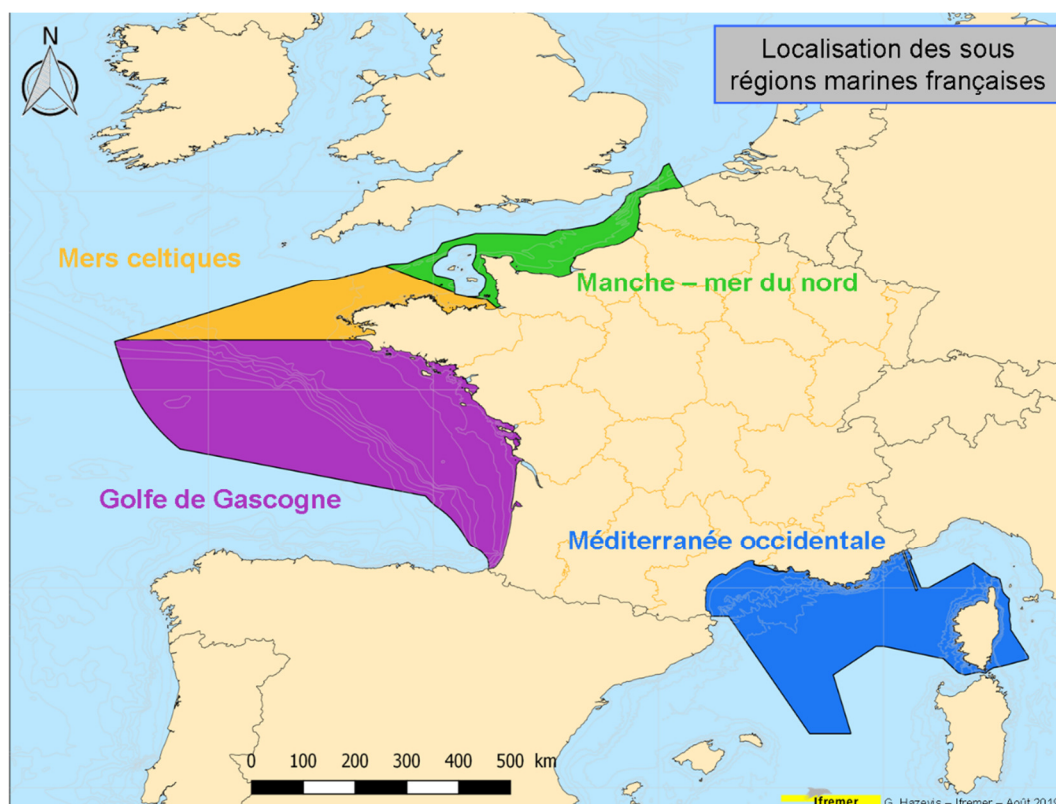 N
Localisation des sous
régions marines françaises
Mers celtiques
Manche – mer du nord
Golfe de Gascogne
Méditerranée occidentale
0 100 200 300 400 500 km
Ifremer G. Hazevis – Ifremer – Août 201